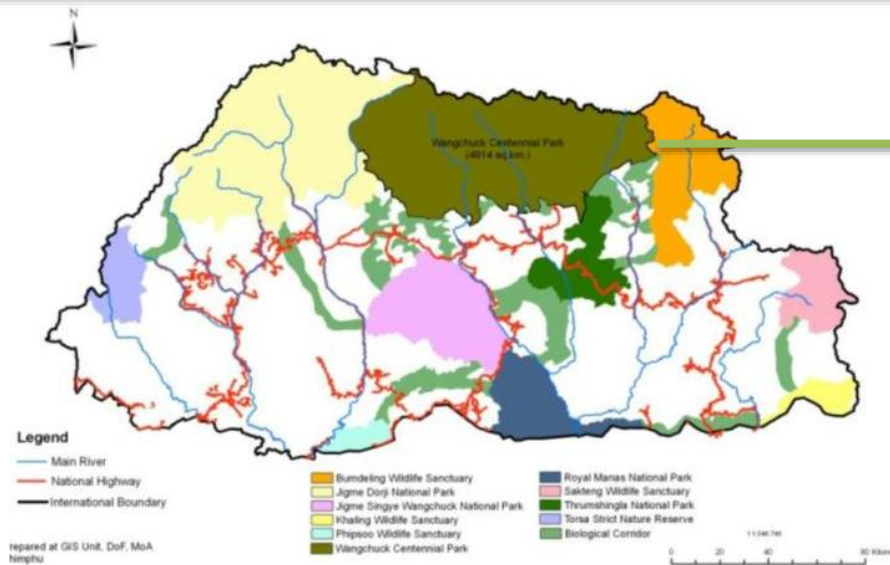 N
Wangchuck Centennial Park
(4914 sq.km.)
Legend
Main River
National Highway
International Boundary
Bumdeling Wildlife Sanctuary
Jigme Dorji National Park
Jigme Singye Wangchuck National Park
Khaling Wildlife Sanctuary
Phipsoo Wildlife Sanctuary
Wangchuck Centennial Park
Royal Manas National Park
Sakteng Wildlife Sanctuary
Thrumshingla National Park
Torsa Strict Nature Reserve
Biological Corridor
repared at GIS Unit, DoF, MoA
himphu
0 20 40 80 Kilom